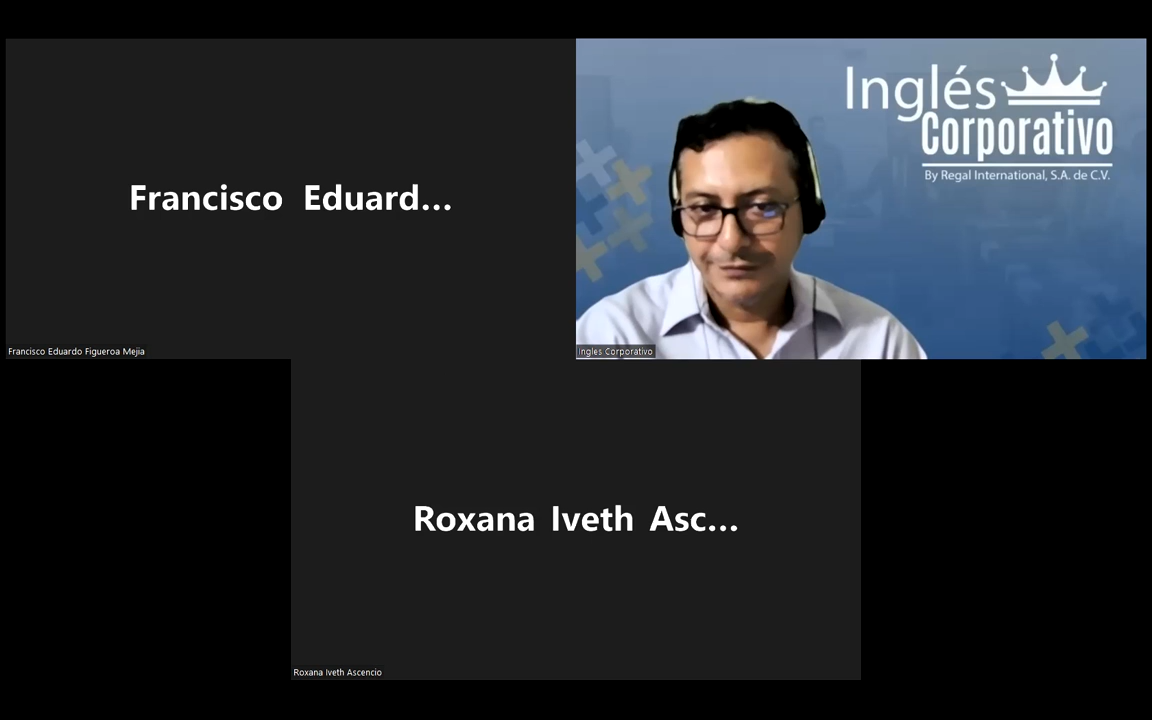 Francisco Eduard...
Francisco Eduardo Figueroa Mejia
Inglés
Corporativo
By Regal International, S.A. de C.V.
Ingles Corporativo
Roxana Iveth Asc...
Roxana Iveth Ascencio